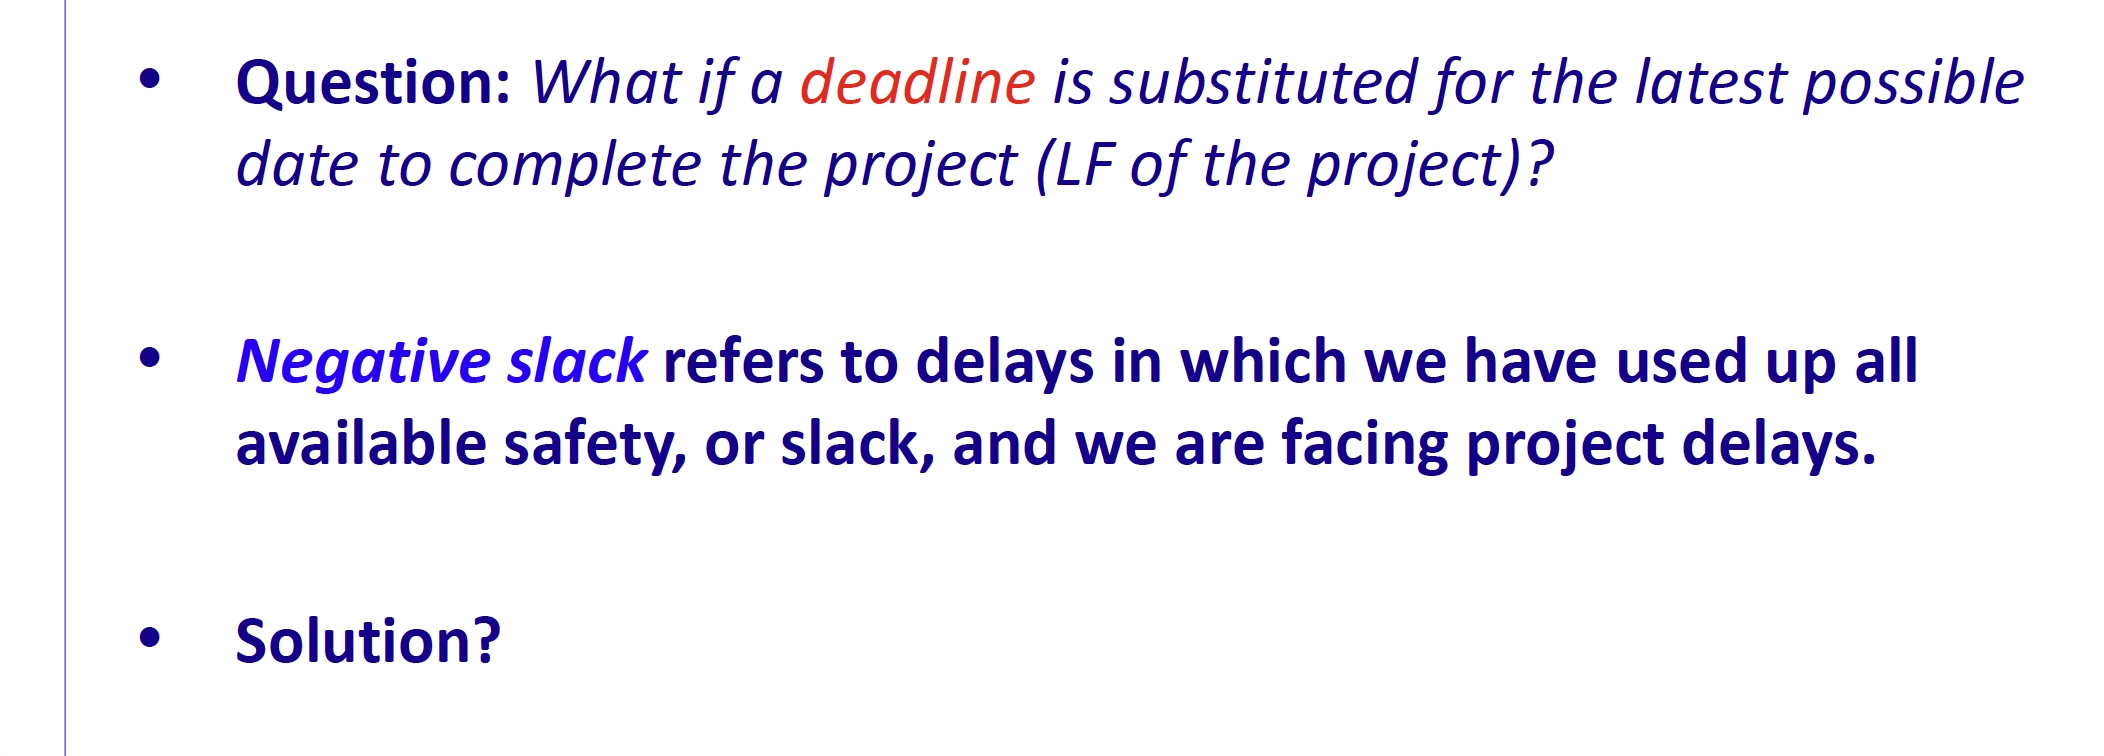 • Question: What if a deadline is substituted for the latest possible
date to complete the project (LF of the project)?
• Negative slack refers to delays in which we have used up all
available safety, or slack, and we are facing project delays.
• Solution?